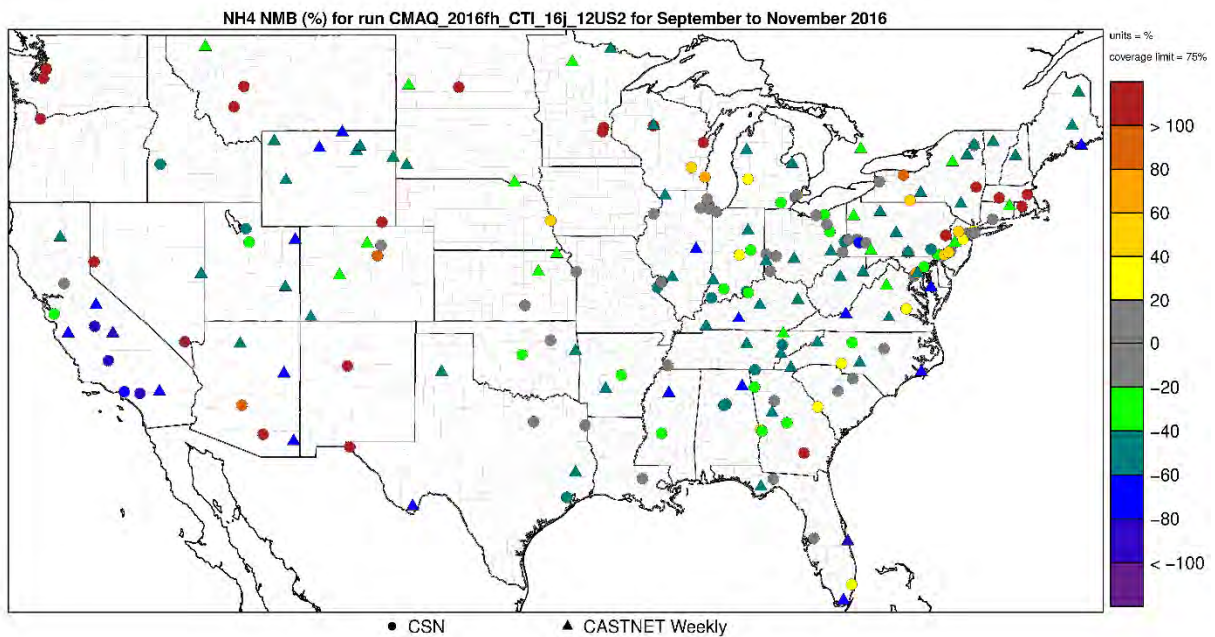 NH4 NMB (%) for run CMAQ_2016fh_CTI_16j_12US2 for September to November 2016
units = %
coverage limit = 75%
> 100
80
60
40
20
0
−20
−40
−60
−80
< −100
● CSN ▲ CASTNET Weekly